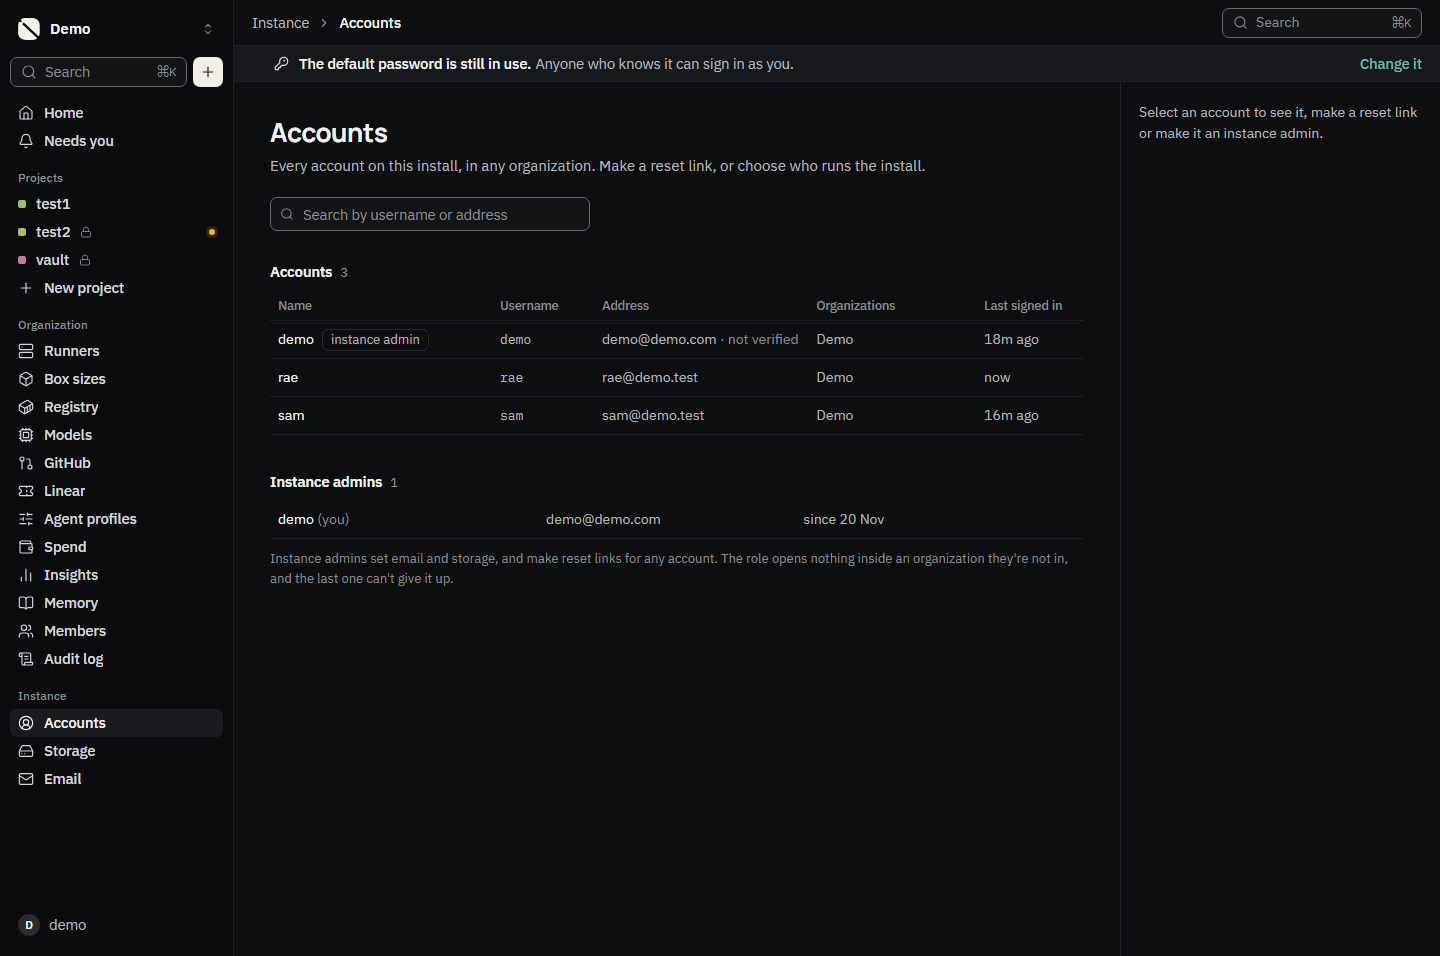 Demo
Search ⌘K
Home
Needs you
Projects
test1
test2
vault
New project
Organization
Runners
Box sizes
Registry
Models
GitHub
Linear
Agent profiles
Spend
Insights
Memory
Members
Audit log
Instance
Accounts
Storage
Email
D demo
Instance > Accounts
Search ⌘K
The default password is still in use. Anyone who knows it can sign in as you. Change it
Accounts
Every account on this install, in any organization. Make a reset link, or choose who runs the install.
Search by username or address
Accounts 3
Name Username Address Organizations Last signed in
demo instance admin demo demo@demo.com · not verified Demo 18m ago
rae rae rae@demo.test Demo now
sam sam sam@demo.test Demo 16m ago
Instance admins 1
demo (you) demo@demo.com since 20 Nov
Instance admins set email and storage, and make reset links for any account. The role opens nothing inside an organization they're not in,
and the last one can't give it up.
Select an account to see it, make a reset link
or make it an instance admin.